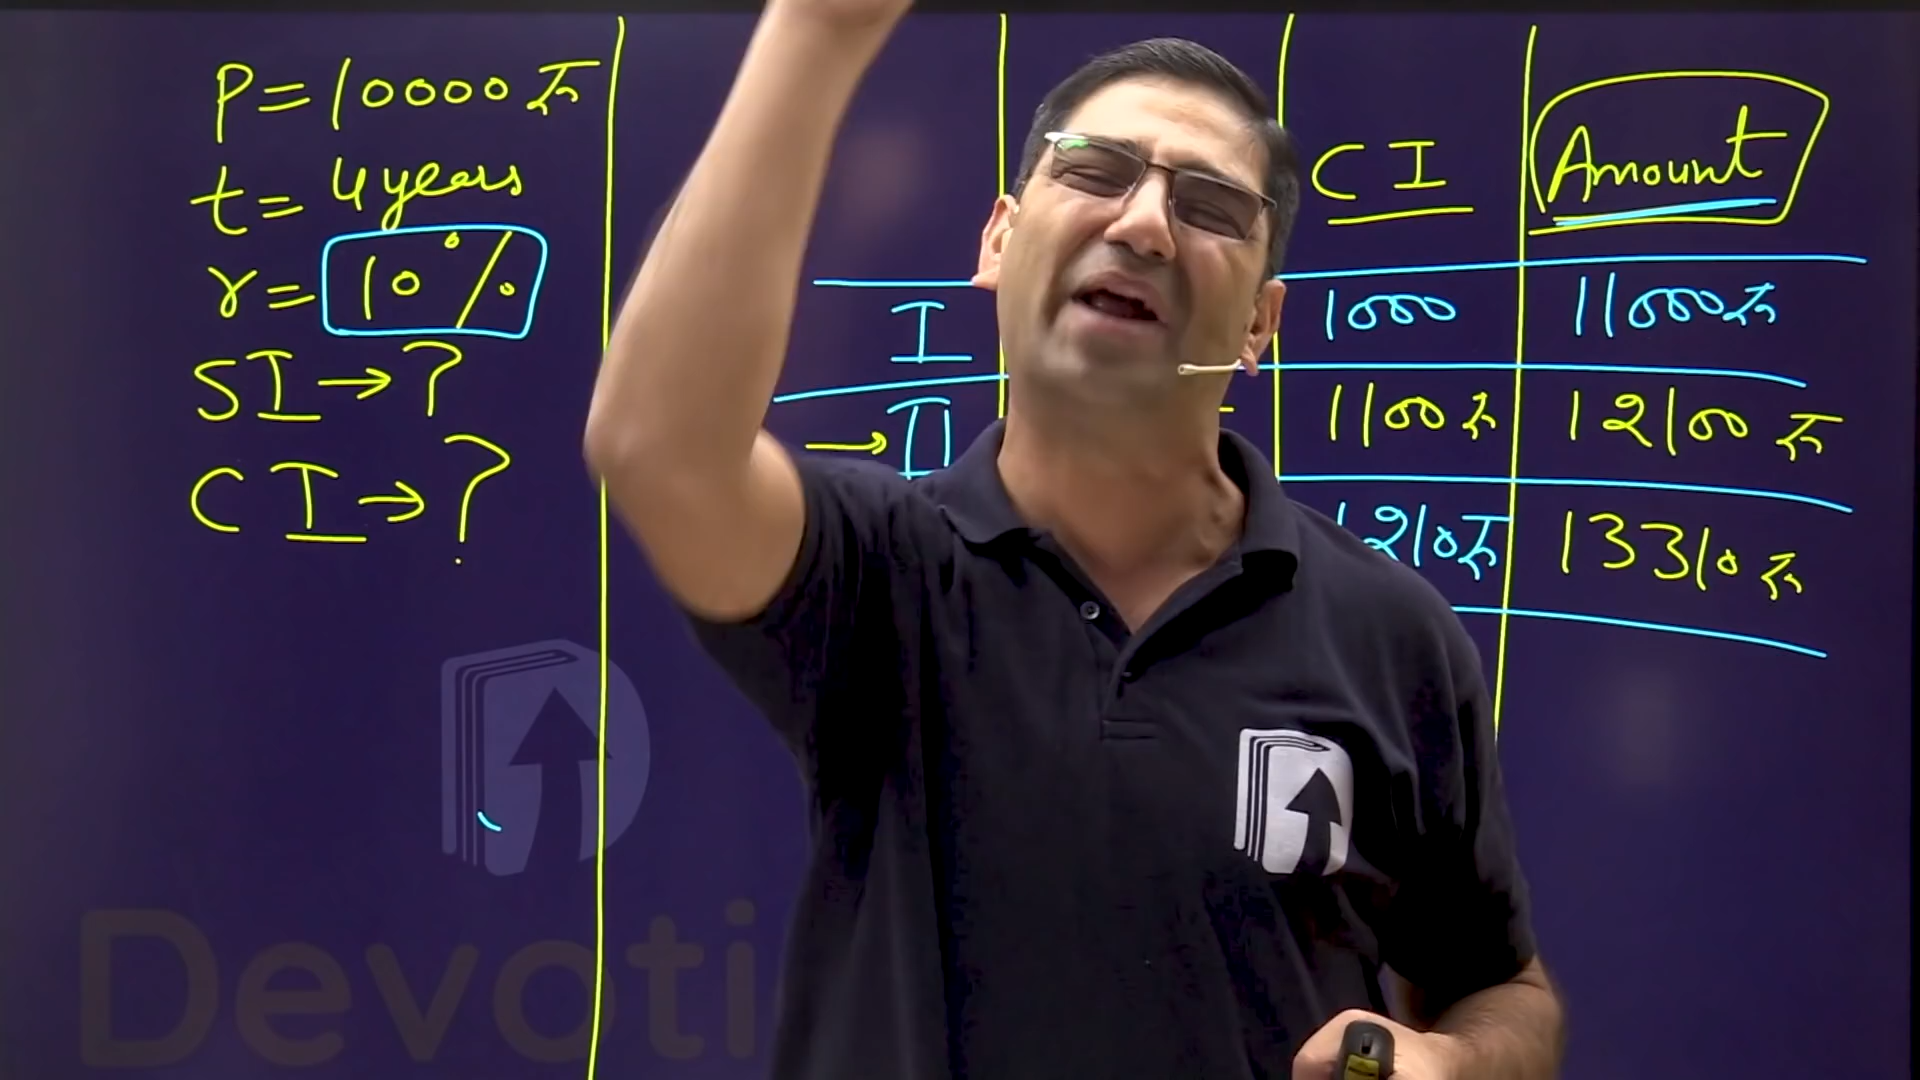 P = 10000 रु
t = 4 years
r = 10%
SI → ?
CI → ?
CI Amount
I 1000 11000 रु
→ II 1100 रु 12100 रु
1210 रु 13310 रु
Devoti